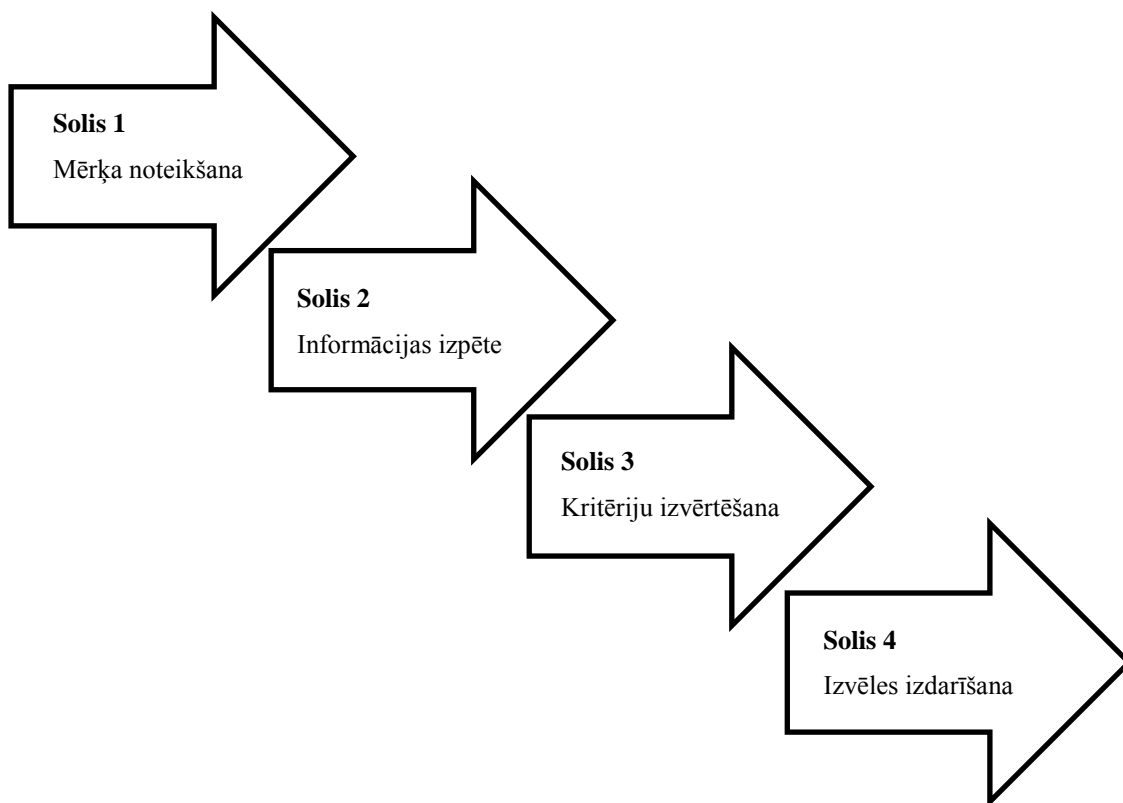 Solis 1
Mērķa noteikšana
Solis 2
Informācijas izpēte
Solis 3
Kritēriju izvērtēšana
Solis 4
Izvēles izdarīšana